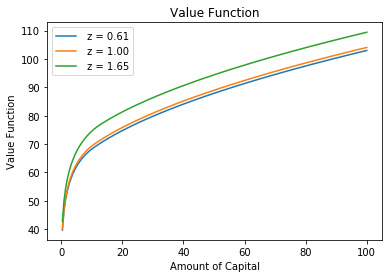 Value Function
z = 0.61
z = 1.00
z = 1.65
110
100
90
80
70
60
50
40
Value Function
0
20
40
60
80
100
Amount of Capital